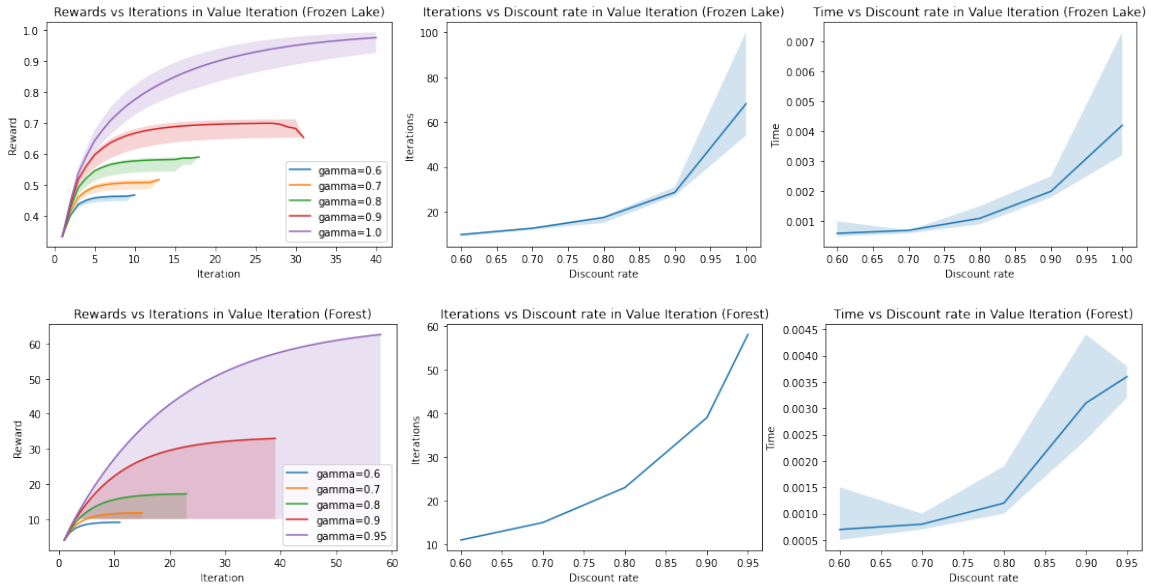 Rewards vs Iterations in Value Iteration (Frozen Lake)
1.0
0.9
0.8
0.7
0.6
0.5
0.4
Reward
0 5 10 15 20 25 30 35 40
Iteration
gamma=0.6
gamma=0.7
gamma=0.8
gamma=0.9
gamma=1.0
Iterations vs Discount rate in Value Iteration (Frozen Lake)
100
80
60
40
20
Iterations
0.60 0.65 0.70 0.75 0.80 0.85 0.90 0.95 1.00
Discount rate
Time vs Discount rate in Value Iteration (Frozen Lake)
0.007
0.006
0.005
0.004
0.003
0.002
0.001
Time
0.60 0.65 0.70 0.75 0.80 0.85 0.90 0.95 1.00
Discount rate
Rewards vs Iterations in Value Iteration (Forest)
60
50
40
30
20
10
Reward
0 10 20 30 40 50 60
Iteration
gamma=0.6
gamma=0.7
gamma=0.8
gamma=0.9
gamma=0.95
Iterations vs Discount rate in Value Iteration (Forest)
60
50
40
30
20
10
Iterations
0.60 0.65 0.70 0.75 0.80 0.85 0.90 0.95
Discount rate
Time vs Discount rate in Value Iteration (Forest)
0.0045
0.0040
0.0035
0.0030
0.0025
0.0020
0.0015
0.0010
0.0005
Time
0.60 0.65 0.70 0.75 0.80 0.85 0.90 0.95
Discount rate